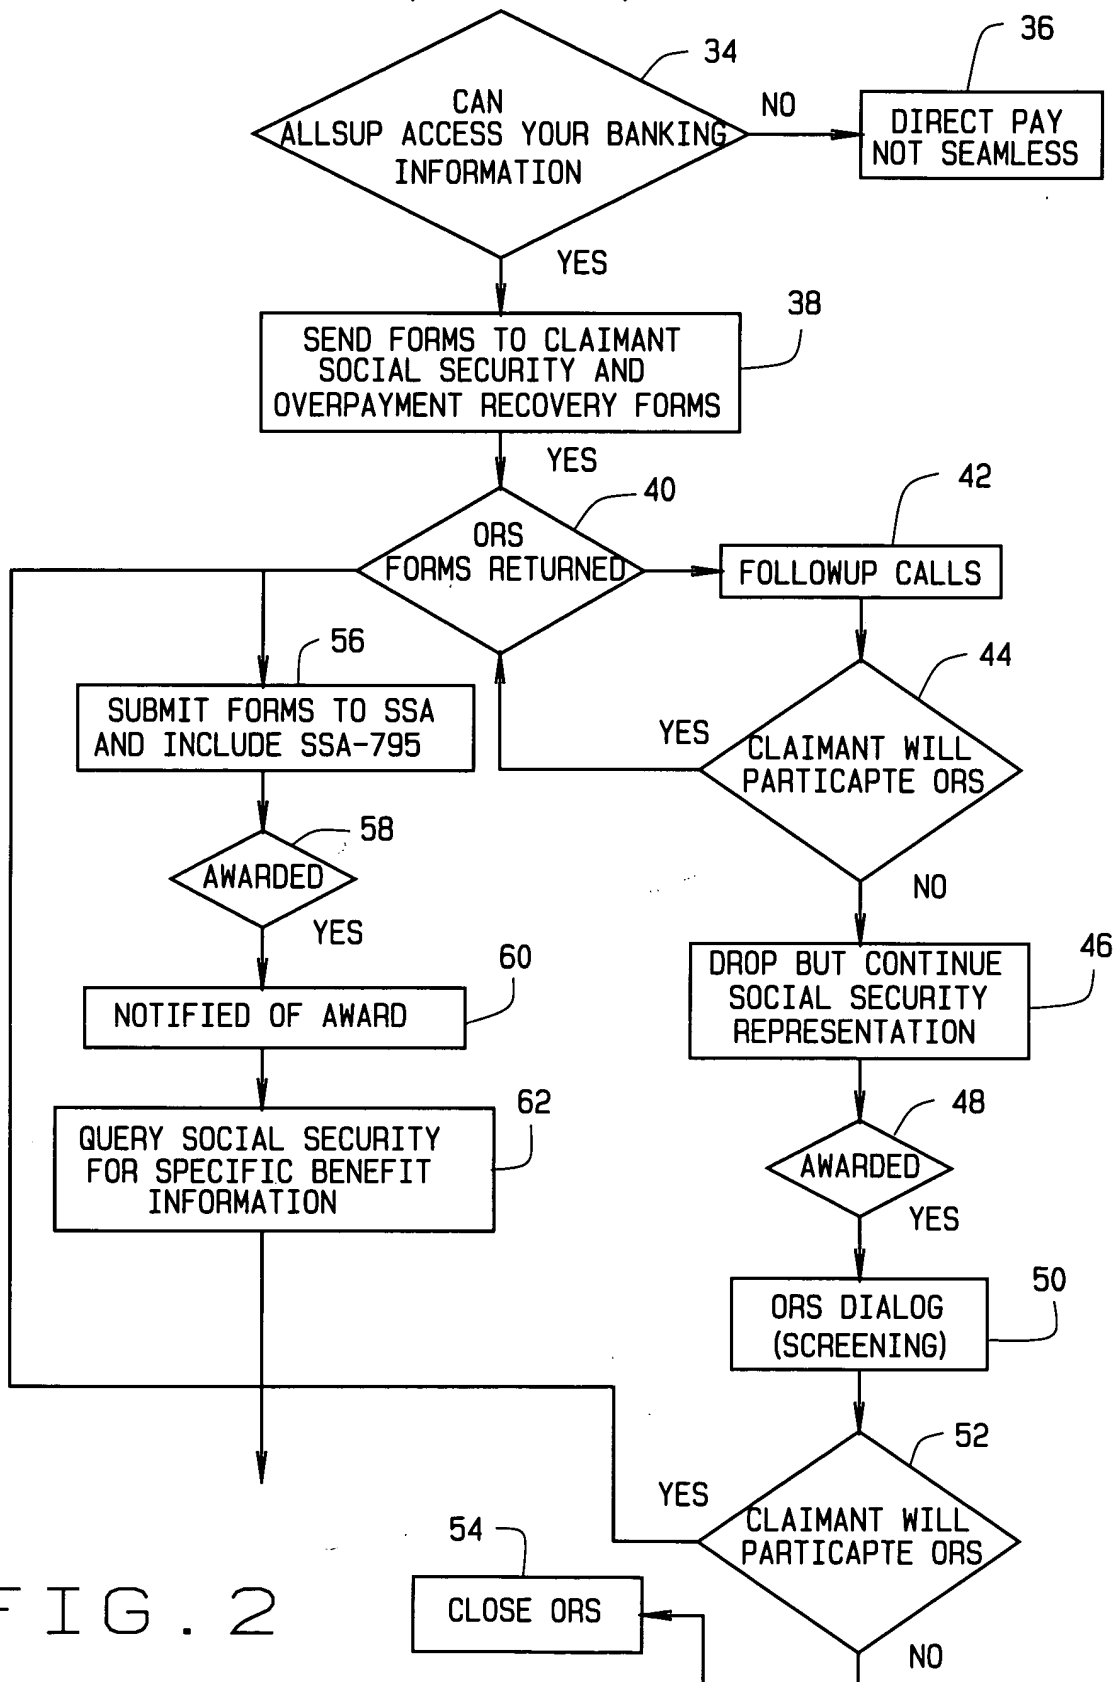 34
36
CAN
ALLSUP ACCESS YOUR BANKING
INFORMATION
NO
DIRECT PAY
NOT SEAMLESS
YES
38
SEND FORMS TO CLAIMANT
SOCIAL SECURITY AND
OVERPAYMENT RECOVERY FORMS
YES
40
42
ORS
FORMS RETURNED
FOLLOWUP CALLS
56
44
SUBMIT FORMS TO SSA
AND INCLUDE SSA-795
YES
CLAIMANT WILL
PARTICAPTE ORS
58
AWARDED
NO
YES
46
DROP BUT CONTINUE
SOCIAL SECURITY
REPRESENTATION
60
NOTIFIED OF AWARD
62
48
QUERY SOCIAL SECURITY
FOR SPECIFIC BENEFIT
INFORMATION
AWARDED
YES
50
ORS DIALOG
(SCREENING)
52
YES
CLAIMANT WILL
PARTICAPTE ORS
54
CLOSE ORS
NO
FIG. 2